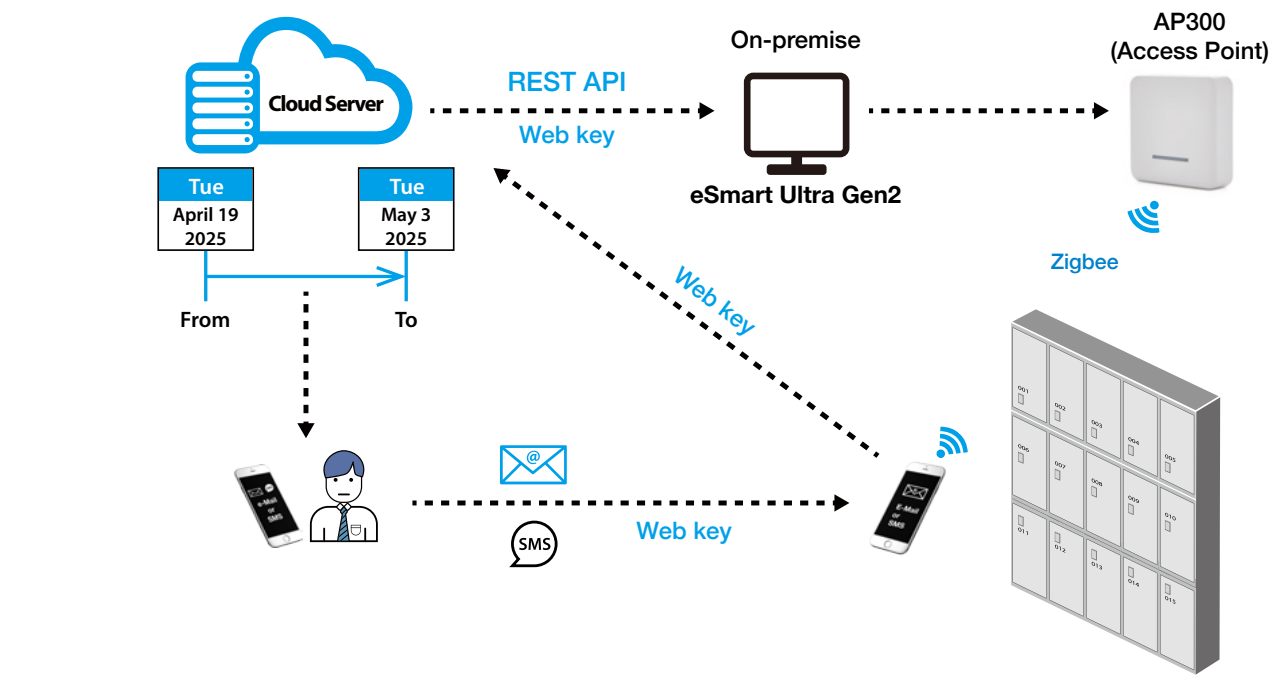 AP300
(Access Point)
On-premise
REST API
Cloud Server
Web key
eSmart Ultra Gen2
Tue
April 19
2025
Tue
May 3
2025
Zigbee
From
To
Web key
001
002
003
004
005
006
007
008
009
010
011
012
013
014
015
@
e-Mail
or
SMS
E-Mail
or
SMS
SMS
Web key